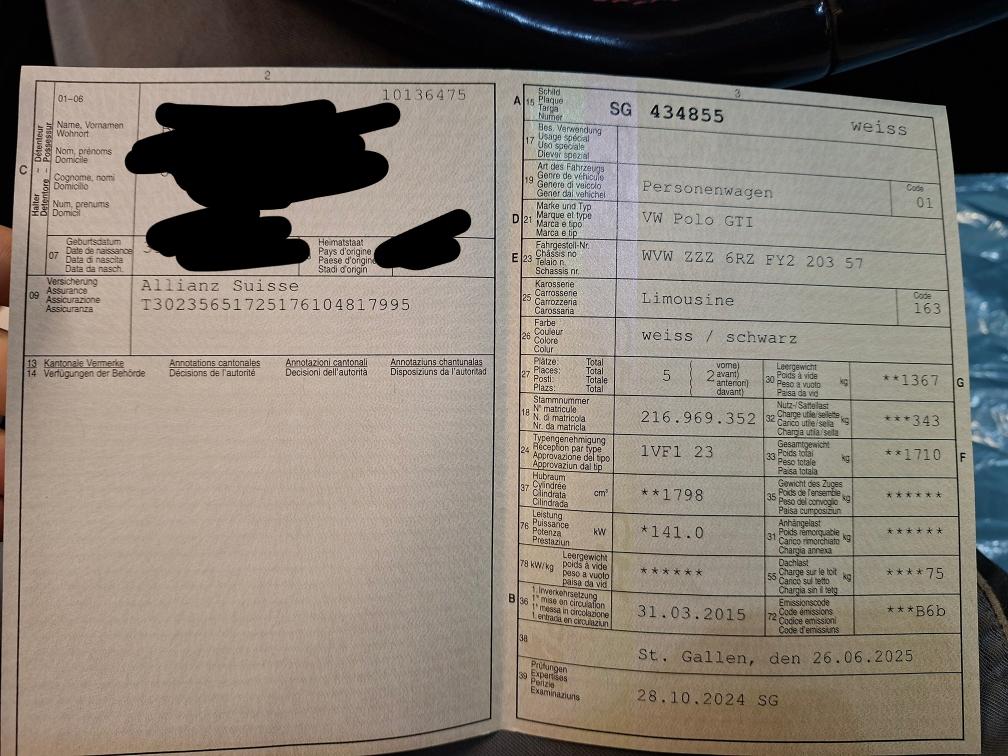 2
01-06
10136475
C
Halter – Détenteur
Detentore – Possessur
Name, Vornamen
Wohnort
Nom, prénoms
Domicile
Cognome, nomi
Domicilio
Num, prenums
Domicil
07
Geburtsdatum
Date de naissance
Data di nascita
Data da nasch.
Heimatstaat
Pays d'origine
Paese d'origine
Stadi d'origin
09
Versicherung
Assurance
Assicurazione
Assicuranza
Allianz Suisse
T302356517251761048179​95
13 Kantonale Vermerke Annotations cantonales Annotazioni cantonali Annotaziuns chantunalas
14 Verfügungen der Behörde Décisions de l'autorité Decisioni dell'autorità Disposiziuns da l'autoritad
3
A 15
Schild
Plaque
Targa
Numer
SG 434855
weiss
17
Bes. Verwendung
Usage spécial
Uso speciale
Diever spezial
19
Art des Fahrzeugs
Genre de véhicule
Genere di veicolo
Gener dal vehichel
Personenwagen
Code
01
D 21
Marke und Typ
Marque et type
Marca e tipo
Marca e tip
VW Polo GTI
E 23
Fahrgestell-Nr.
Châssis no
Telaio n.
Schassis nr.
WVW ZZZ 6RZ FY2 203 57
25
Karosserie
Carrosserie
Carrozzeria
Carossaria
Limousine
Code
163
26
Farbe
Couleur
Colore
Colur
weiss / schwarz
27
Plätze: Total
Places: Total
Posti: Totale
Plazs: Total
5
2
vorne)
avant)
anteriori)
davant)
30
Leergewicht
Poids à vide
Peso a vuoto
Paisa da vid
kg
**1367
G
18
Stammnummer
N° matricule
N. di matricola
Nr. da matricla
216.969.352
32
Nutz-/Sattellast
Charge utile/sellette
Carico utile/sella
Chargia utila/sella
kg
***343
24
Typengenehmigung
Réception par type
Approvazione del tipo
Approvaziun dal tip
1VF1 23
33
Gesamtgewicht
Poids total
Peso totale
Paisa totala
kg
**1710
F
37
Hubraum
Cylindrée
Cilindrata
Cilindrada
cm³
**1798
35
Gewicht des Zuges
Poids de l'ensemble
Peso del convoglio
Paisa cumposiziun
kg
******
76
Leistung
Puissance
Potenza
Prestaziun
kW
*141.0
31
Anhängelast
Poids remorquable
Carico rimorchiato
Chargia annexa
kg
******
78 kW/kg
Leergewicht
poids à vide
peso a vuoto
paisa da vid
******
55
Dachlast
Charge sur le toit
Carico sul tetto
Chargia sin il tetg
kg
****75
B 36
1. Inverkehrsetzung
1re mise en circulation
1a messa in circolazione
1. entrada en circulaziun
31.03.2015
72
Emissionscode
Code émissions
Codice emissioni
Code d'emissiuns
***B6b
38
St. Gallen, den 26.06.2025
39
Prüfungen
Expertises
Perizie
Examinaziuns
28.10.2024 SG